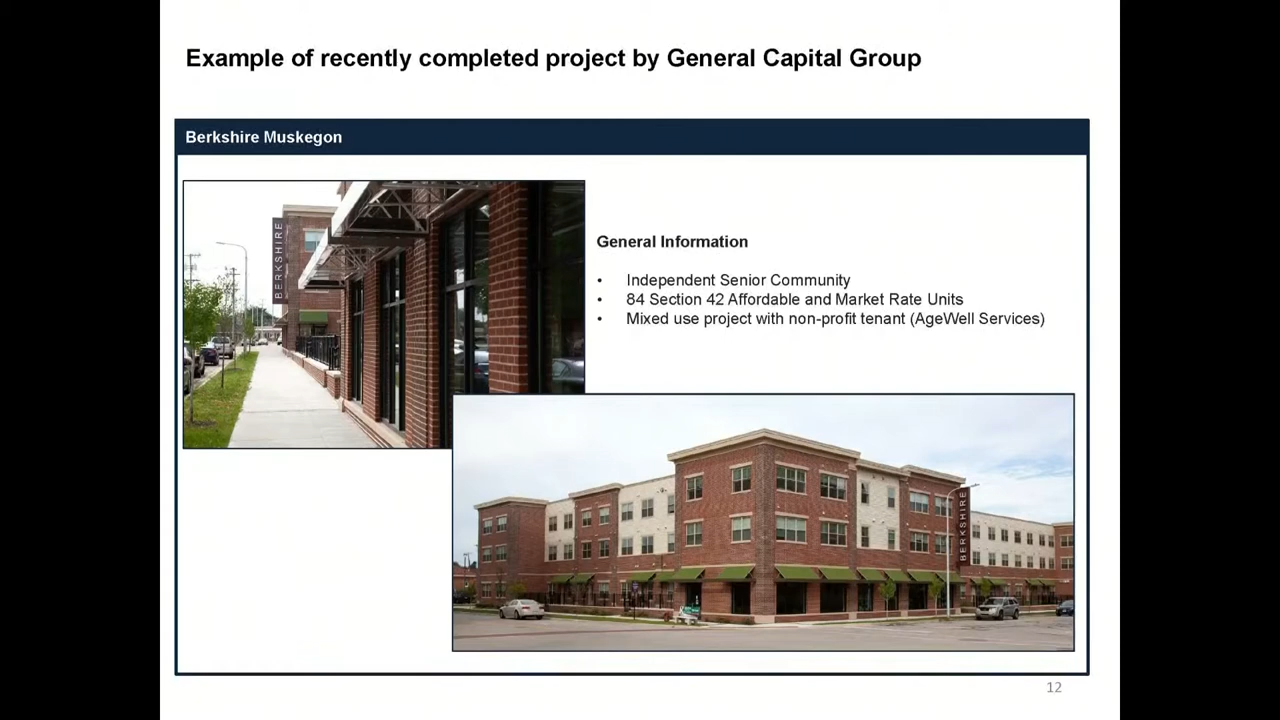 Example of recently completed project by General Capital Group
Berkshire Muskegon
BERKSHIRE
General Information
• Independent Senior Community
• 84 Section 42 Affordable and Market Rate Units
• Mixed use project with non-profit tenant (AgeWell Services)
BERKSHIRE
12